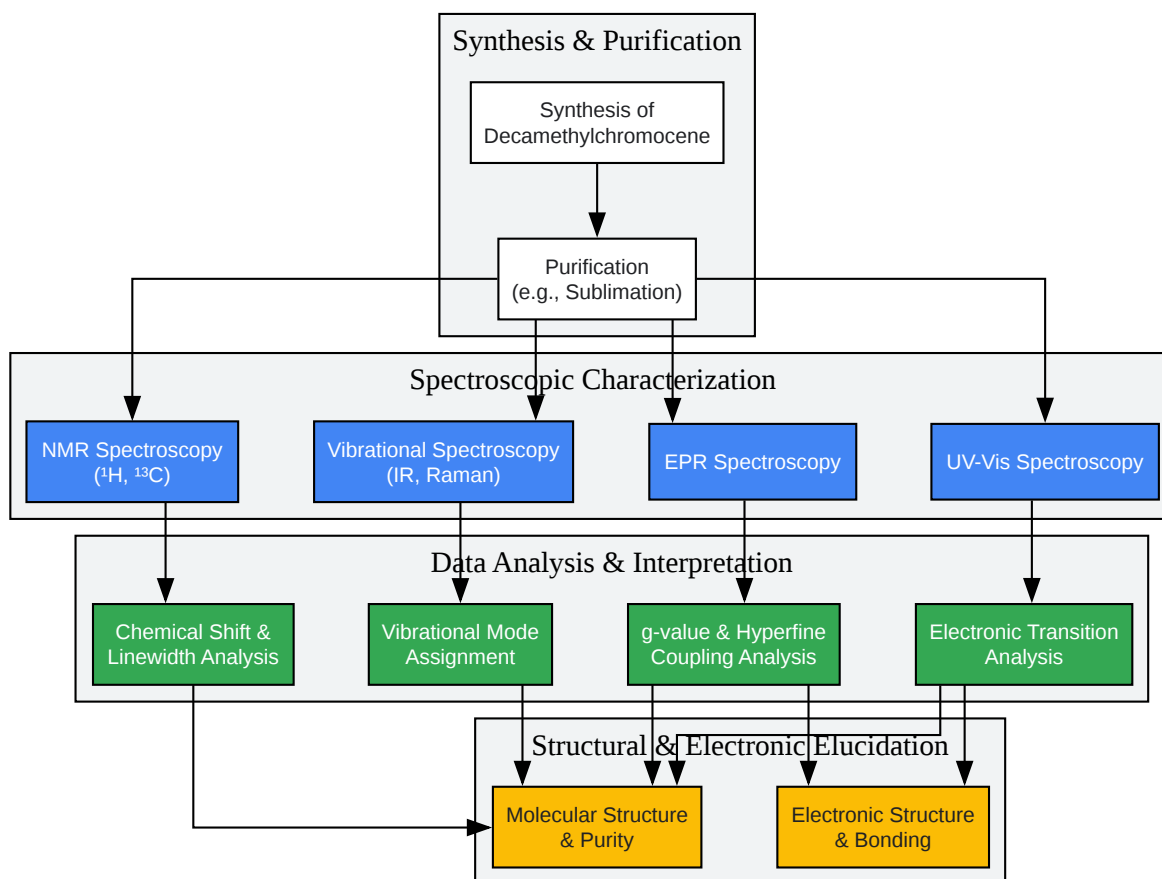 Synthesis & Purification
Synthesis of
Decamethylchromocene
Purification
(e.g., Sublimation)
Spectroscopic Characterization
NMR Spectroscopy
(¹H, ¹³C)
Vibrational Spectroscopy
(IR, Raman)
EPR Spectroscopy
UV-Vis Spectroscopy
Data Analysis & Interpretation
Chemical Shift &
Linewidth Analysis
Vibrational Mode
Assignment
g-value & Hyperfine
Coupling Analysis
Electronic Transition
Analysis
Structural & Electronic Elucidation
Molecular Structure
& Purity
Electronic Structure
& Bonding